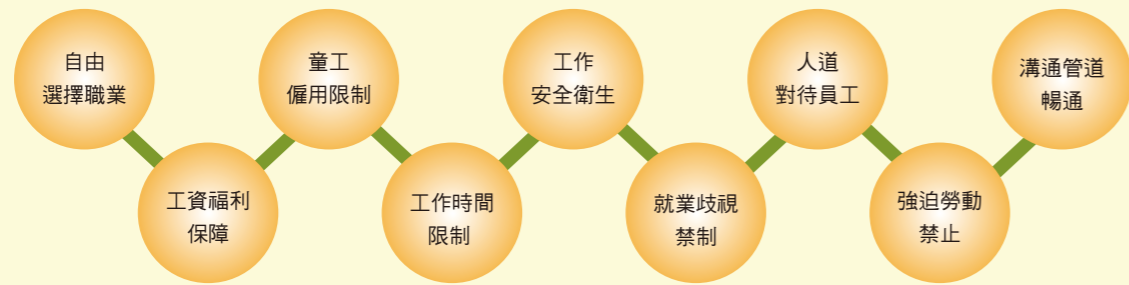 自由
選擇職業
工資福利
保障
童工
僱用限制
工作時間
限制
工作
安全衛生
就業歧視
禁制
人道
對待員工
強迫勞動
禁止
溝通管道
暢通